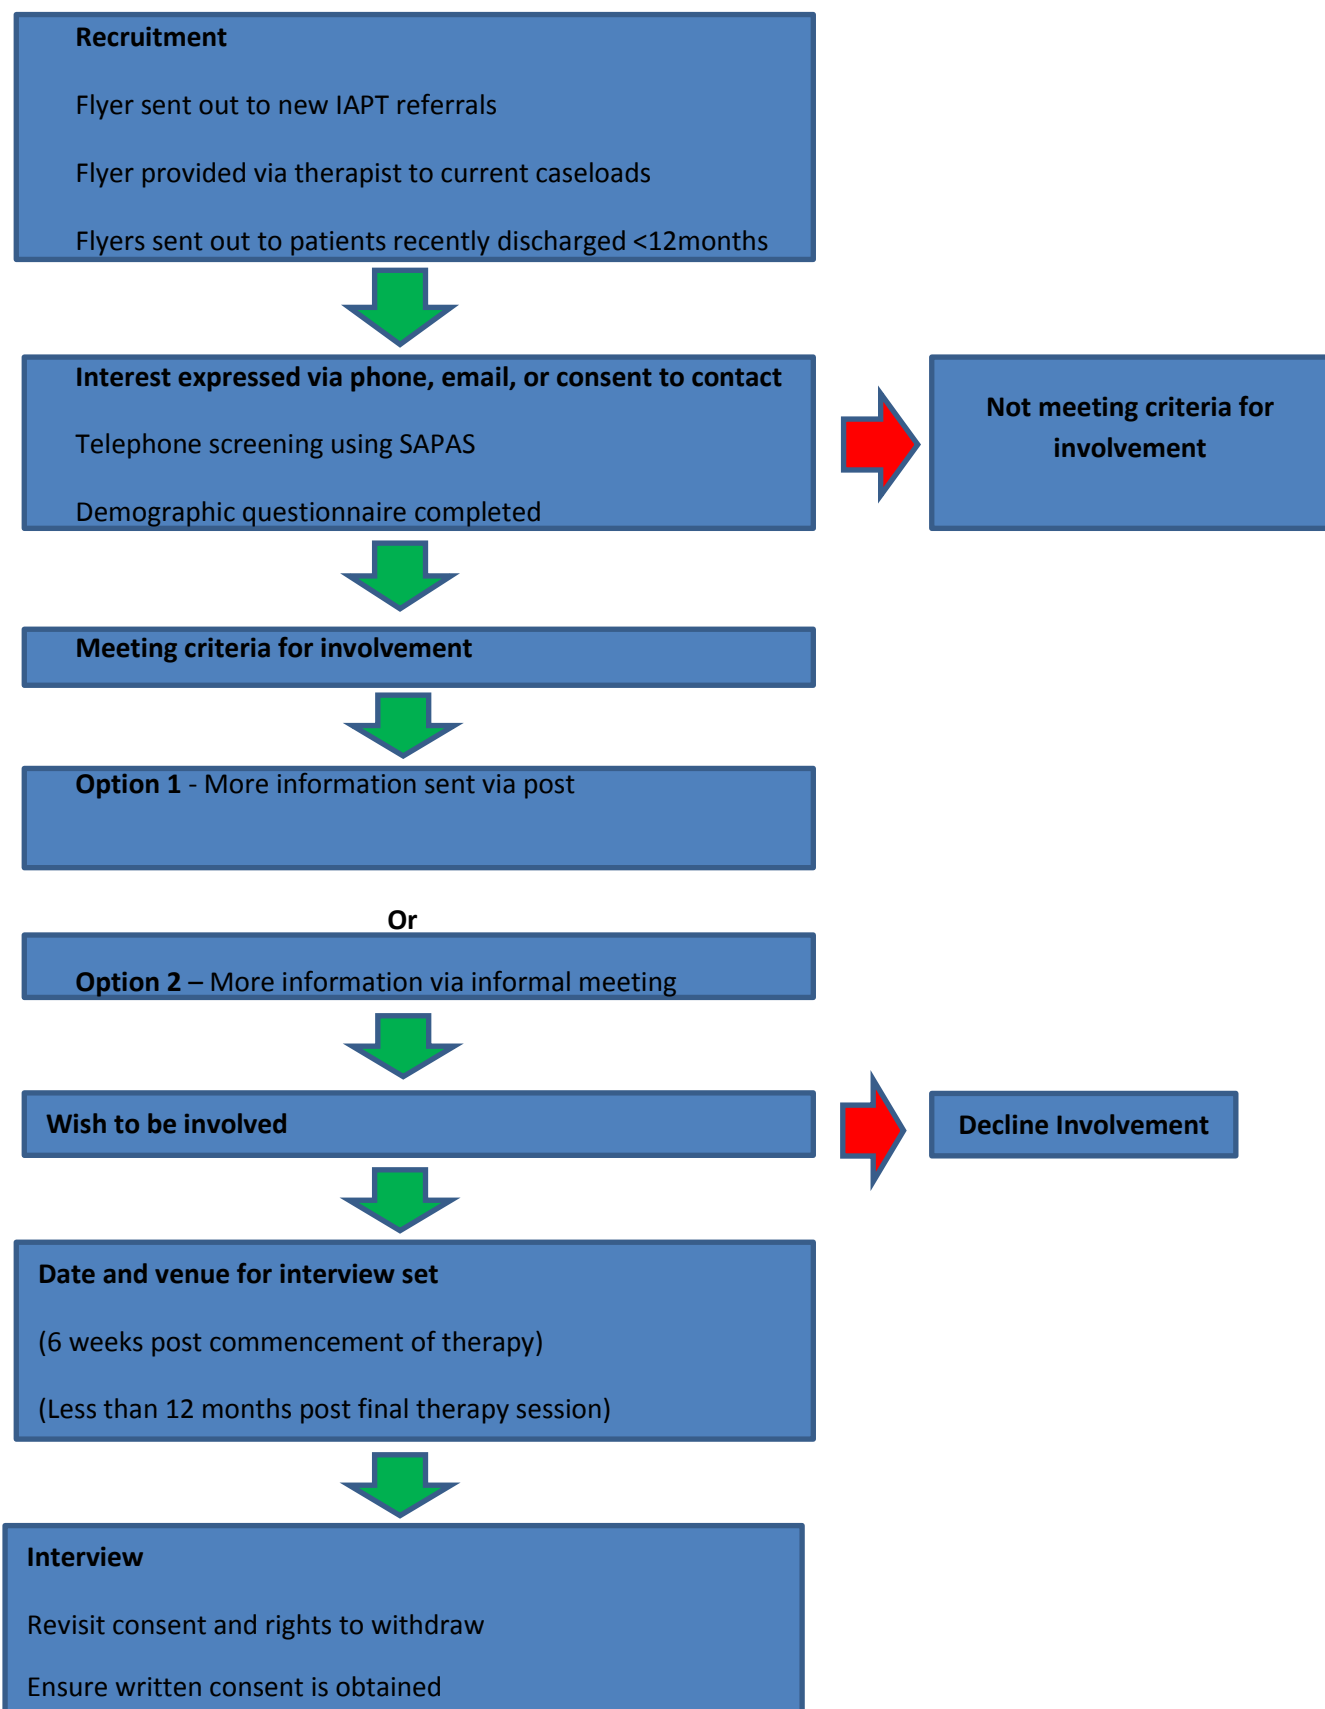 Recruitment
Flyer sent out to new IAPT referrals
Flyer provided via therapist to current caseloads
Flyers sent out to patients recently discharged <12months
Interest expressed via phone, email, or consent to contact
Telephone screening using SAPAS
Demographic questionnaire completed
Not meeting criteria for
involvement
Meeting criteria for involvement
Option 1 - More information sent via post
Or
Option 2 – More information via informal meeting
Wish to be involved
Decline Involvement
Date and venue for interview set
(6 weeks post commencement of therapy)
(Less than 12 months post final therapy session)
Interview
Revisit consent and rights to withdraw
Ensure written consent is obtained